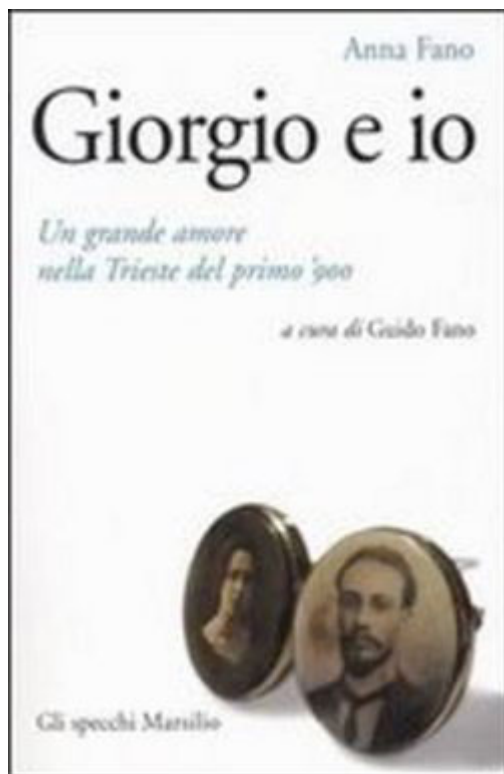 Anna Fano
Giorgio e io
Un grande amore
nella Trieste del primo '900
a cura di Guido Fano
Gli specchi Marsilio